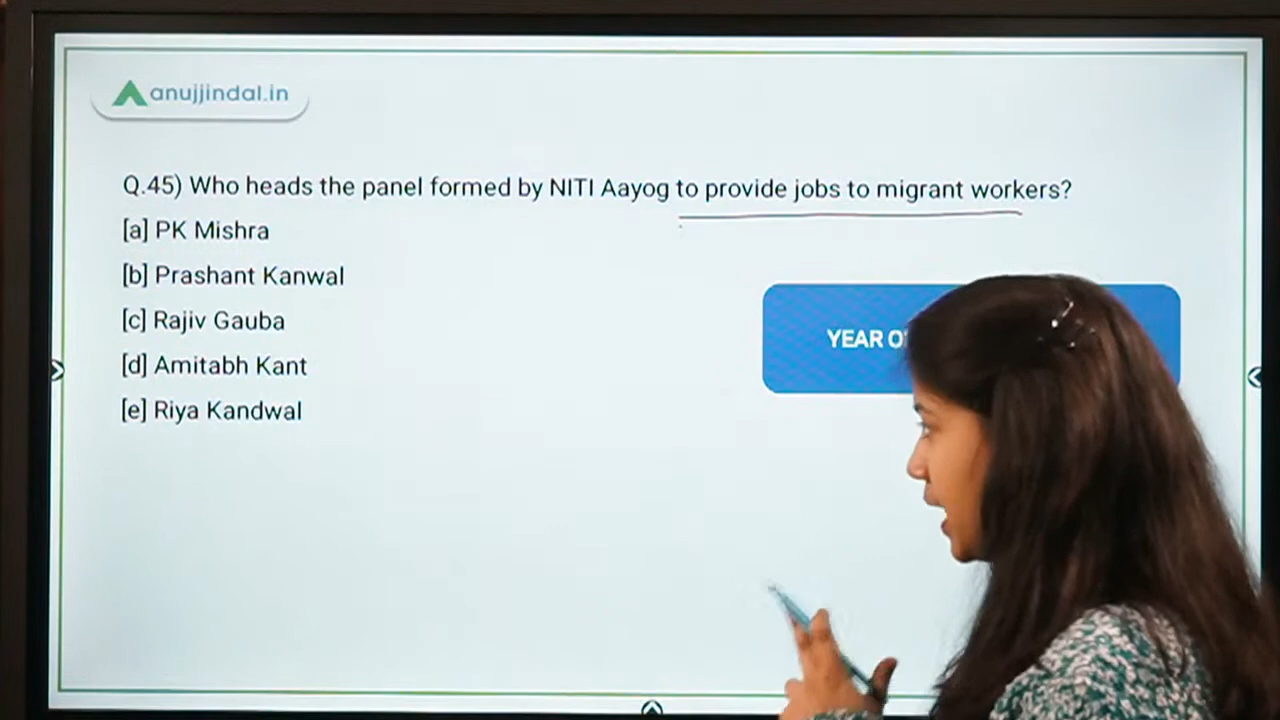 anujjindal.in
Q.45) Who heads the panel formed by NITI Aayog to provide jobs to migrant workers?
[a] PK Mishra
[b] Prashant Kanwal
[c] Rajiv Gauba
YEAR
[d] Amitabh Kant
[e] Riya Kandwal